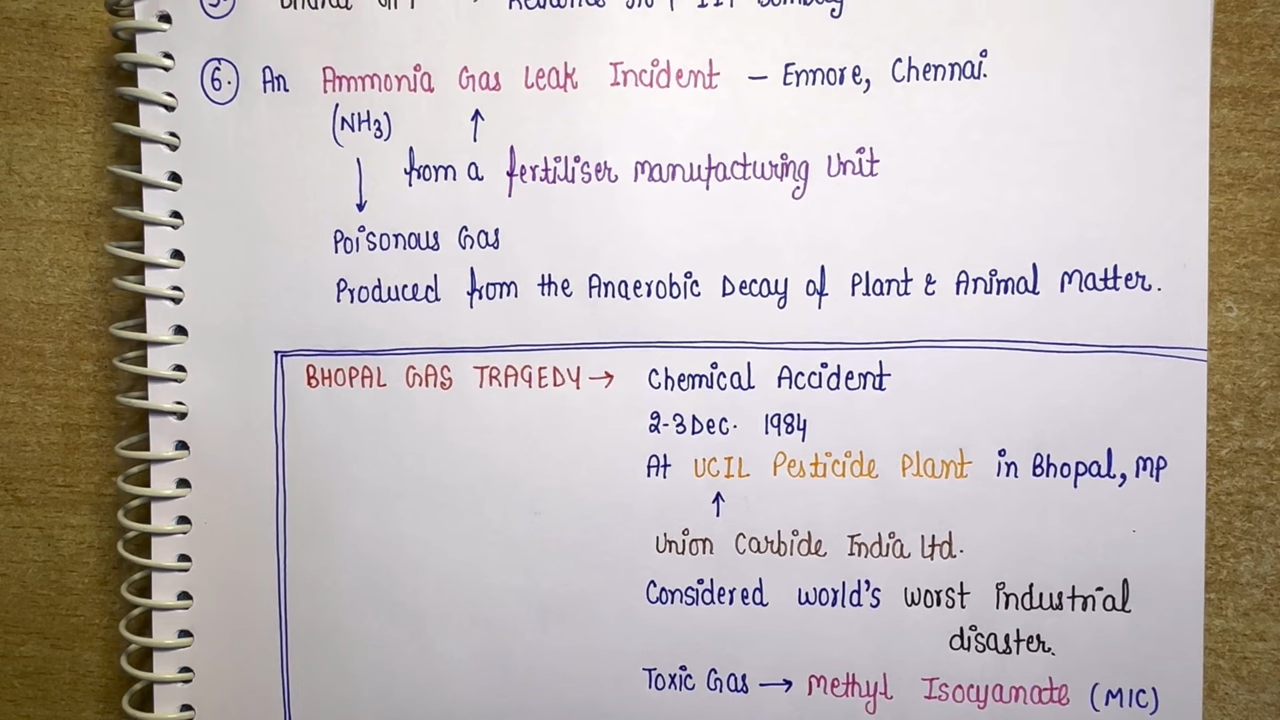 ⑥. An Ammonia Gas Leak Incident – Ennore, Chennai.
(NH3) ↑
↓ from a fertiliser manufacturing Unit
Poisonous Gas
Produced from the Anaerobic Decay of Plant & Animal Matter.
BHOPAL GAS TRAGEDY → Chemical Accident
2-3 Dec. 1984
At UCIL Pesticide Plant in Bhopal, MP
↑
Union Carbide India Ltd.
Considered world's worst industrial
disaster.
Toxic Gas → Methyl Isocyanate (MIC)